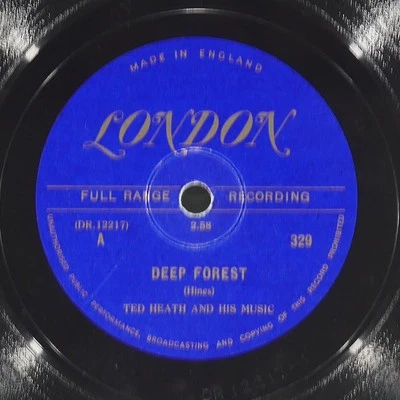 MADE IN ENGLAND
LONDON
FULL RANGE RECORDING
(DR.12217) 2.58
A 329
DEEP FOREST
(Hines)
TED HEATH AND HIS MUSIC
UNAUTHORISED PUBLIC PERFORMANCE, BROADCASTING AND COPYING OF THIS RECORD PROHIBITED